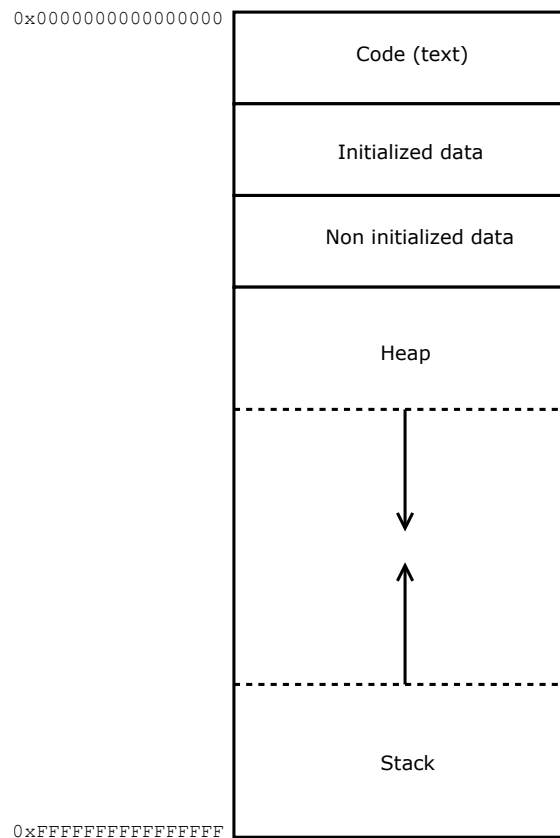 0x0000000000000000
Code (text)
Initialized data
Non initialized data
Heap
Stack
0xFFFFFFFFFFFFFFFF